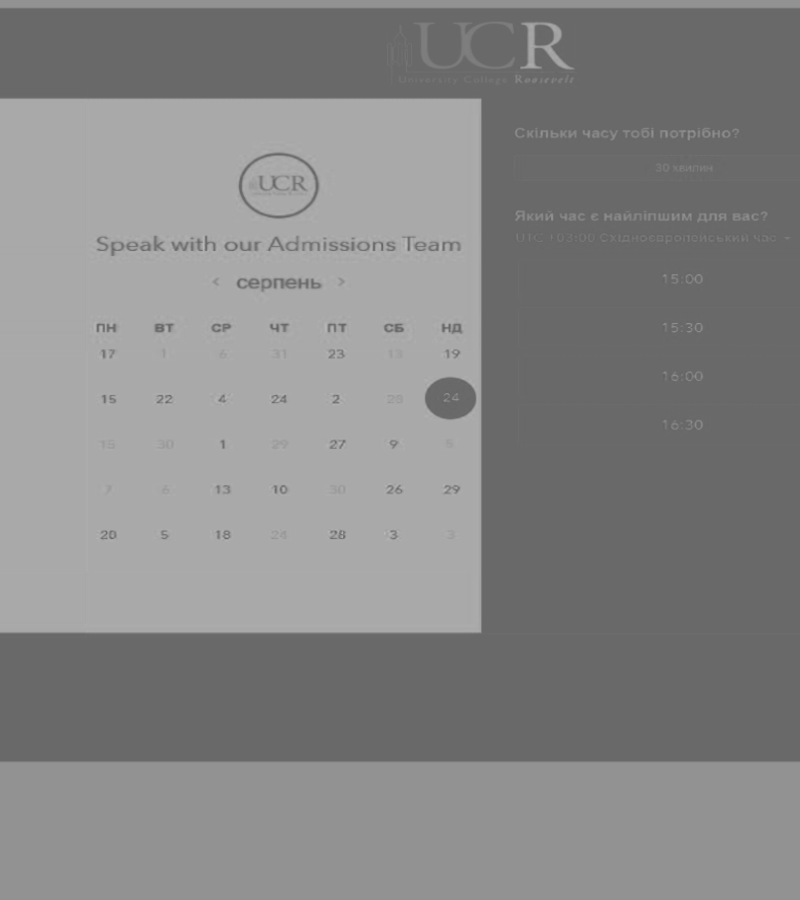 UCR
University College Roosevelt
UCR
Speak with our Admissions Team
< серпень >
ПН ВТ СР ЧТ ПТ СБ НД
17 1 6 31 23 13 19
15 22 4 24 2 28 24
15 30 1 29 27 9 5
7 6 13 10 30 26 29
20 5 18 24 28 3 3
Скільки часу тобі потрібно?
30 хвилин
Який час є найліпшим для вас?
UTC +03:00 Східноєвропейський час
15:00
15:30
16:00
16:30